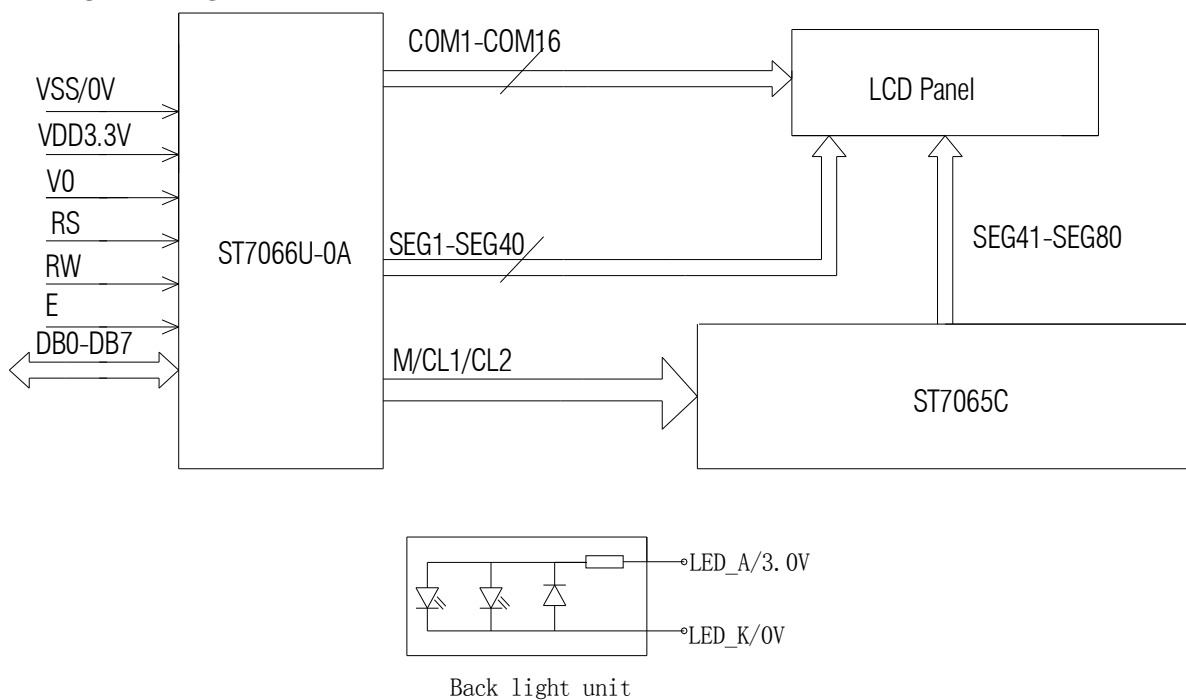 COM1-COM16
LCD Panel
VSS/0V
VDD3.3V
V0
RS
RW
E
DB0-DB7
ST7066U-0A
SEG1-SEG40
SEG41-SEG80
M/CL1/CL2
ST7065C
LED_A/3.0V
LED_K/0V
Back light unit